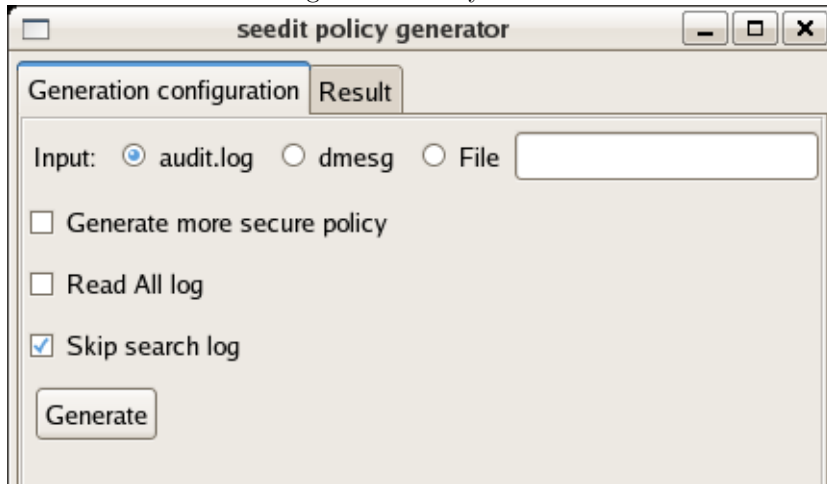 seedit policy generator
Generation configuration Result
Input: audit.log dmesg File
Generate more secure policy
Read All log
Skip search log
Generate